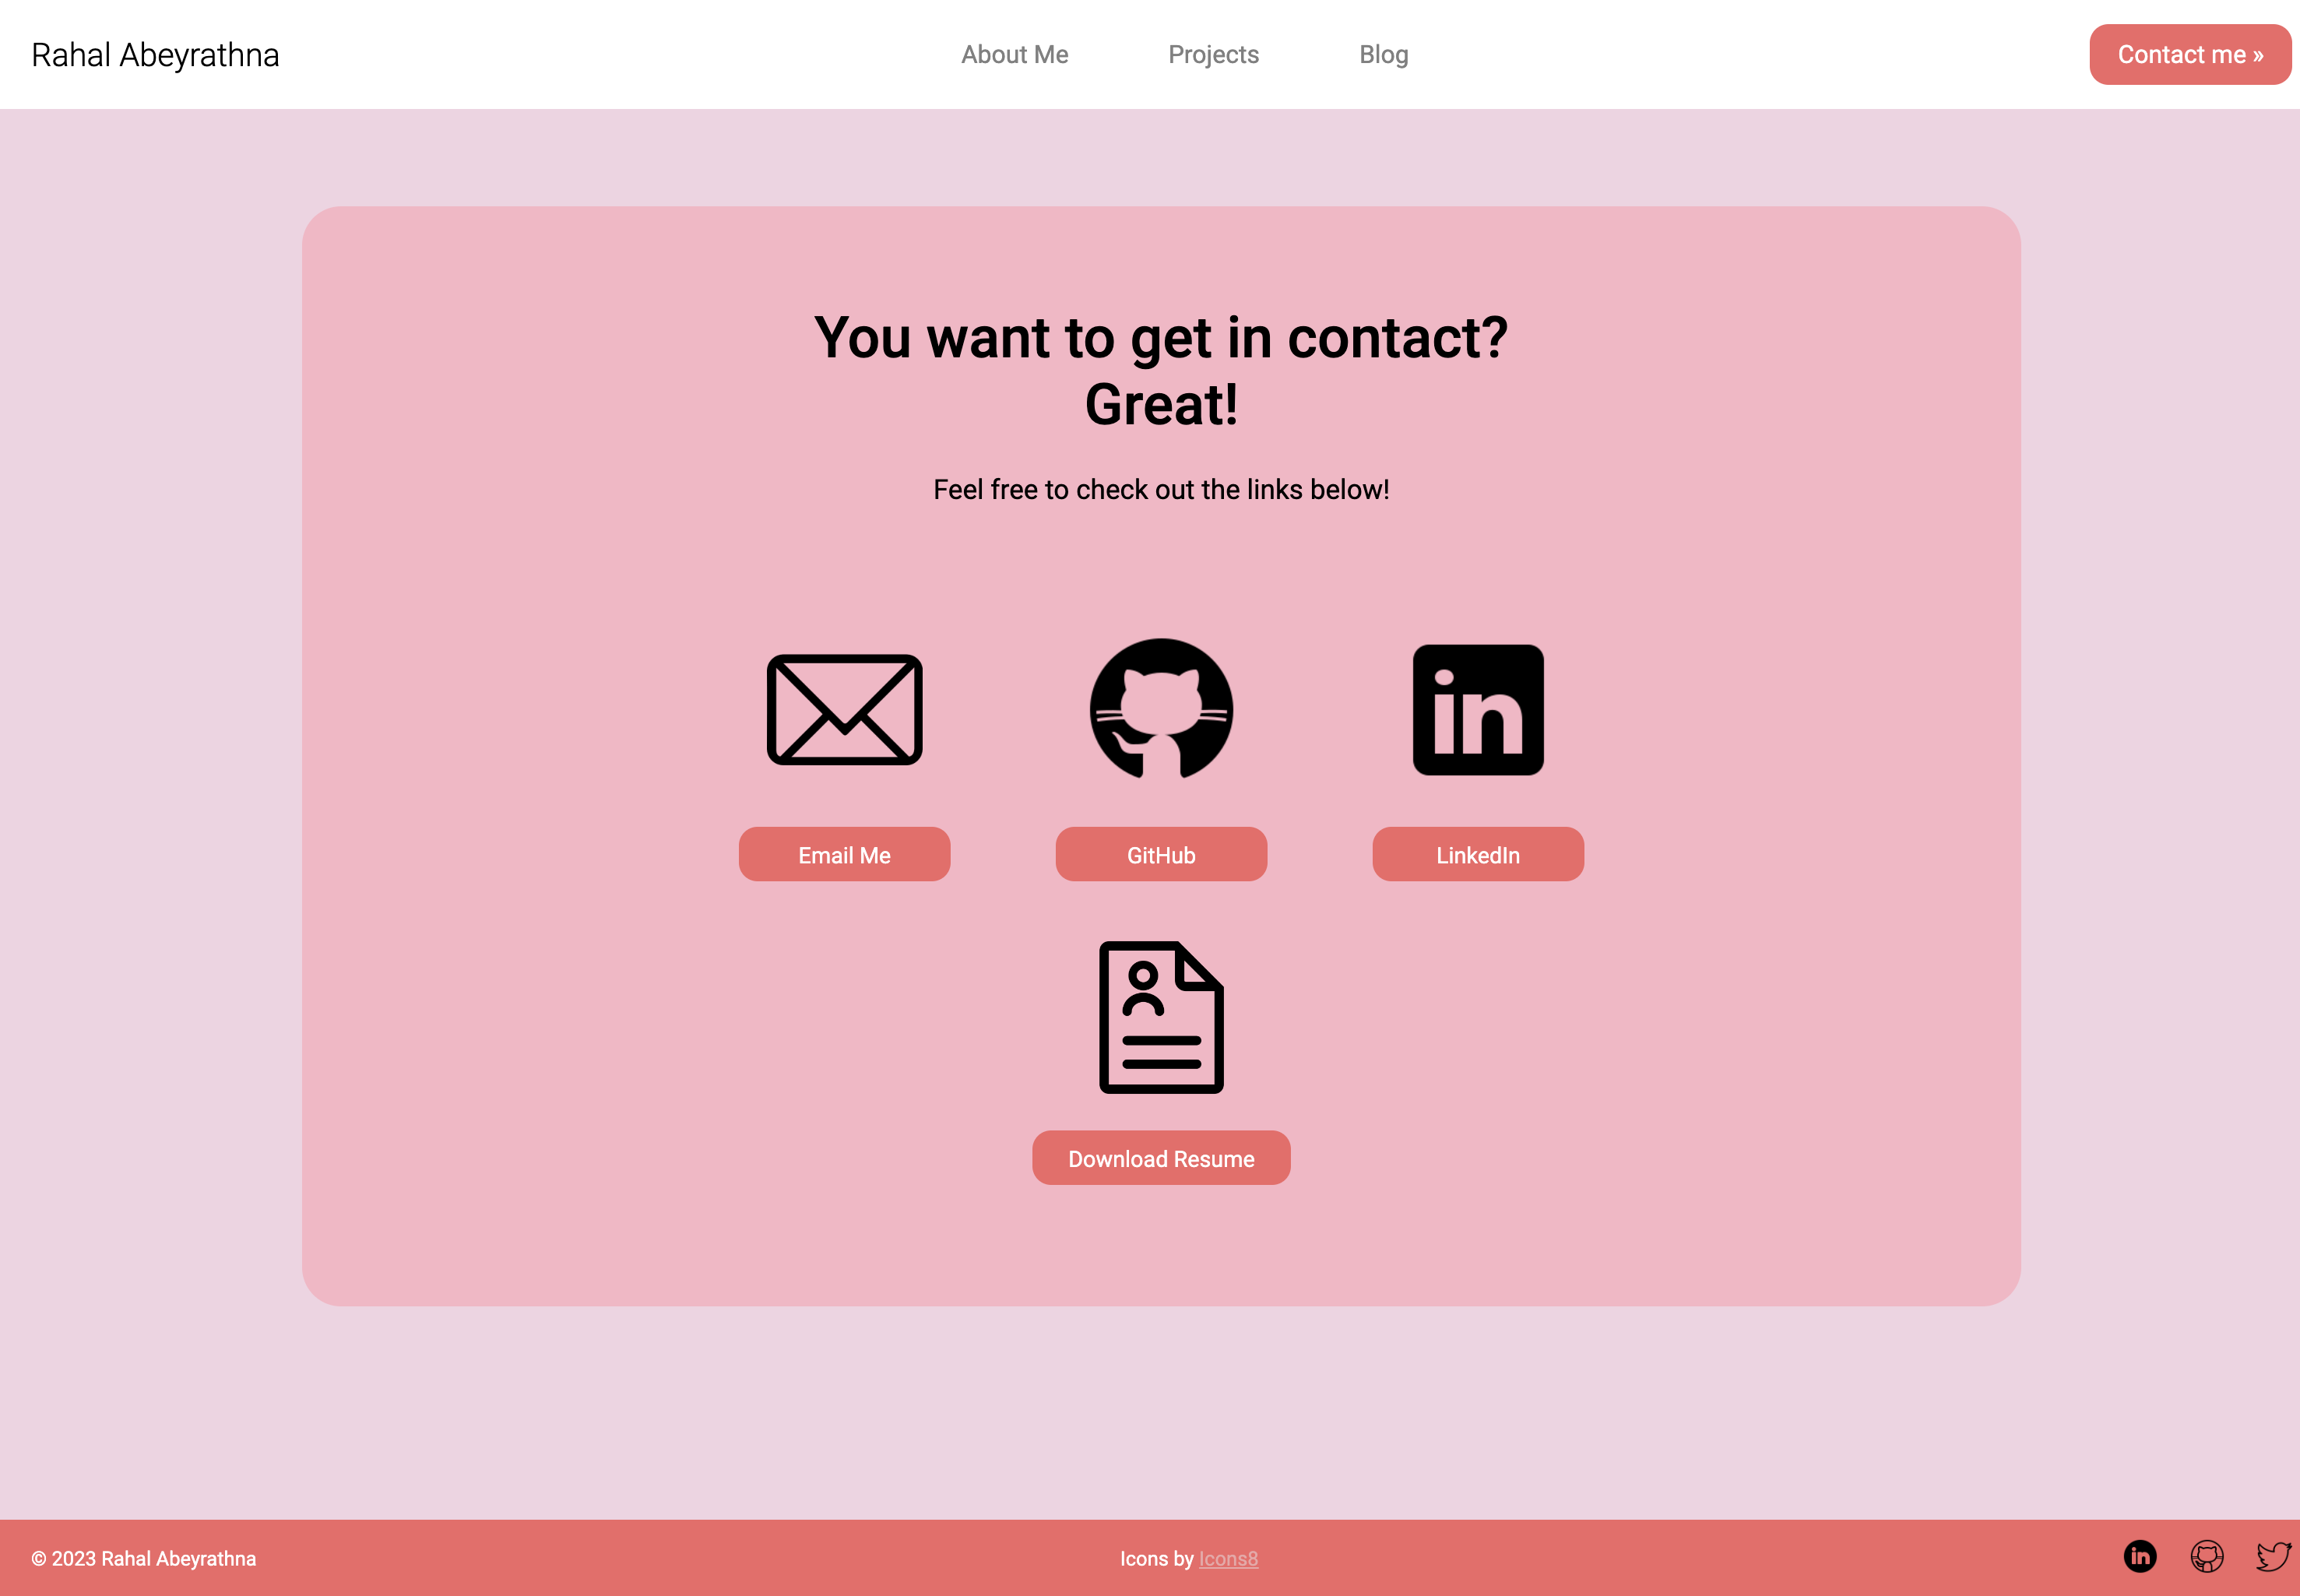 Rahal Abeyrathna
About Me
Projects
Blog
Contact me »
You want to get in contact?
Great!
Feel free to check out the links below!
in
Email Me
GitHub
LinkedIn
Download Resume
© 2023 Rahal Abeyrathna
Icons by Icons8
in